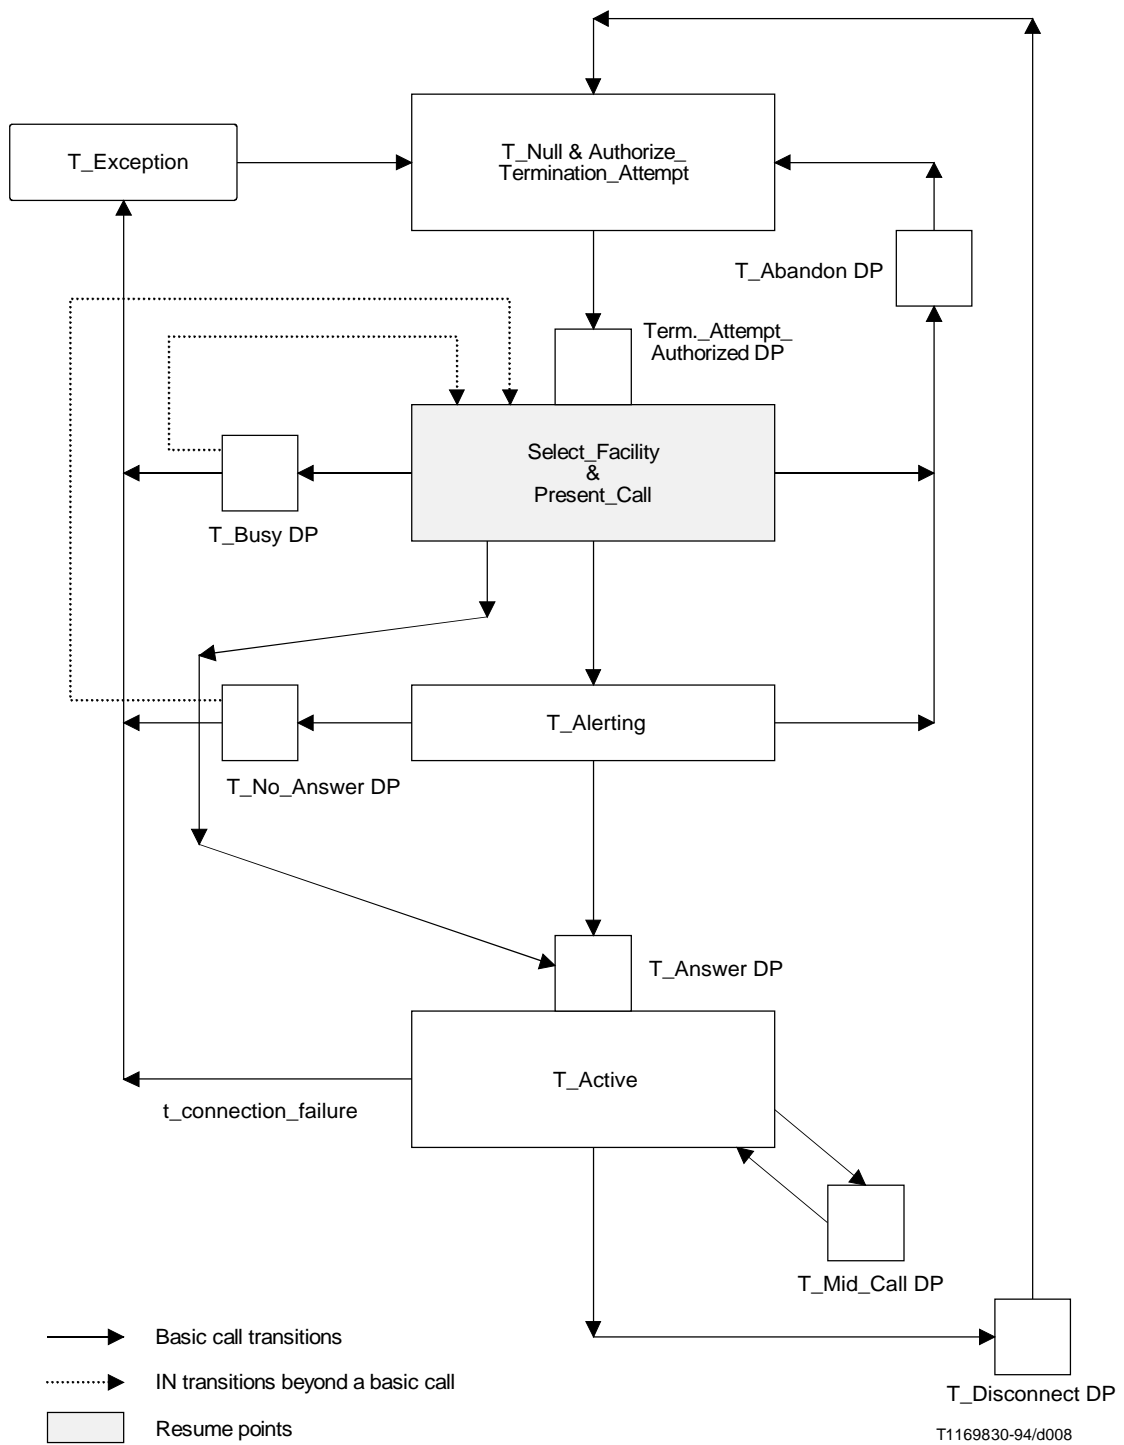 T_Exception
T_Null & Authorize_
Termination_Attempt
T_Abandon DP
Term._Attempt_
Authorized DP
Select_Facility
&
Present_Call
T_Busy DP
T_Alerting
T_No_Answer DP
T_Answer DP
T_Active
t_connection_failure
T_Mid_Call DP
Basic call transitions
IN transitions beyond a basic call
T_Disconnect DP
Resume points
T1169830-94/d008